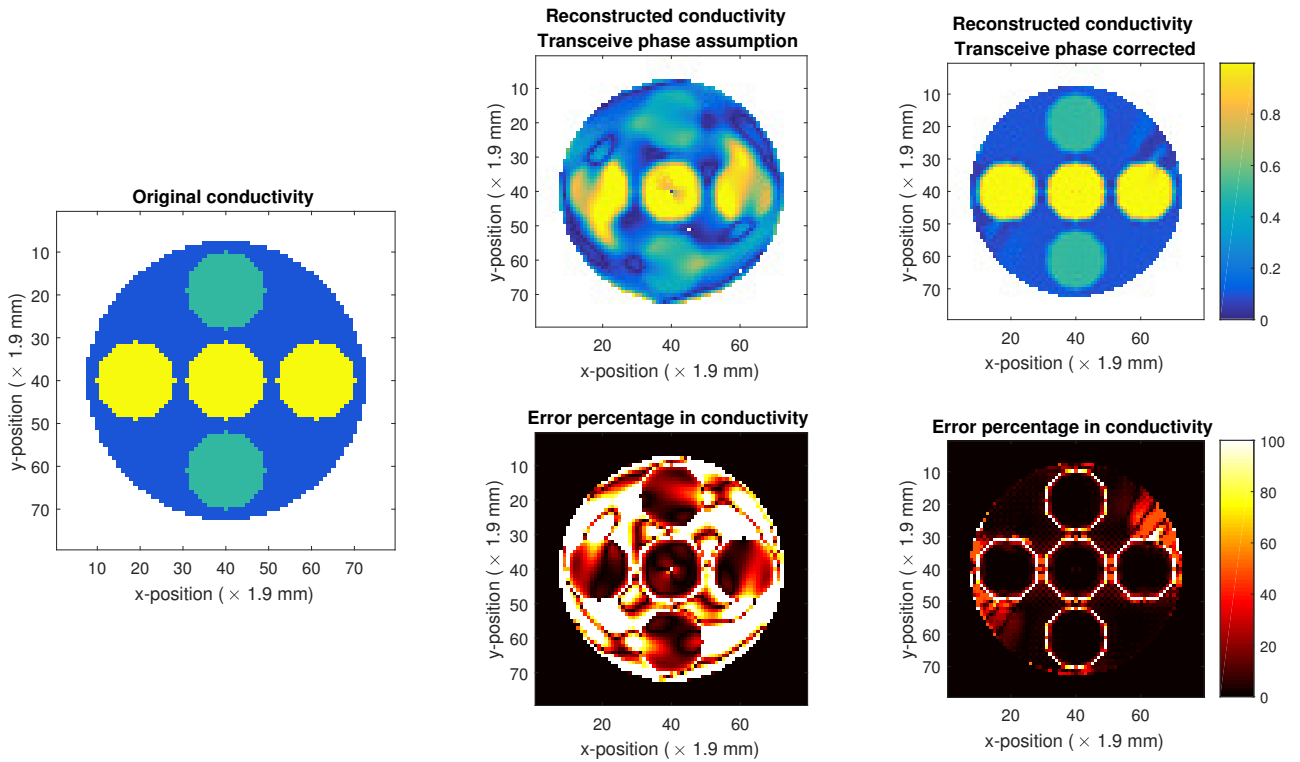 Original conductivity
10
20
30
40
50
60
70
y-position ( × 1.9 mm)
10 20 30 40 50 60 70
x-position ( × 1.9 mm)
Reconstructed conductivity
Transceive phase assumption
10
20
30
40
50
60
70
y-position ( × 1.9 mm)
20 40 60
x-position ( × 1.9 mm)
Reconstructed conductivity
Transceive phase corrected
10
20
30
40
50
60
70
y-position ( × 1.9 mm)
20 40 60
x-position ( × 1.9 mm)
0.8
0.6
0.4
0.2
0
Error percentage in conductivity
10
20
30
40
50
60
70
y-position ( × 1.9 mm)
20 40 60
x-position ( × 1.9 mm)
Error percentage in conductivity
10
20
30
40
50
60
70
y-position ( × 1.9 mm)
20 40 60
x-position ( × 1.9 mm)
100
80
60
40
20
0